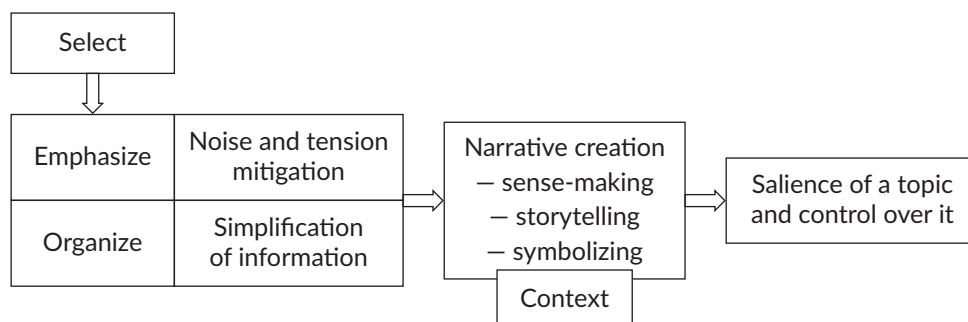 Select
Emphasize
Noise and tension
mitigation
Organize
Simplification
of information
Narrative creation
— sense-making
— storytelling
— symbolizing
Context
Salience of a topic
and control over it